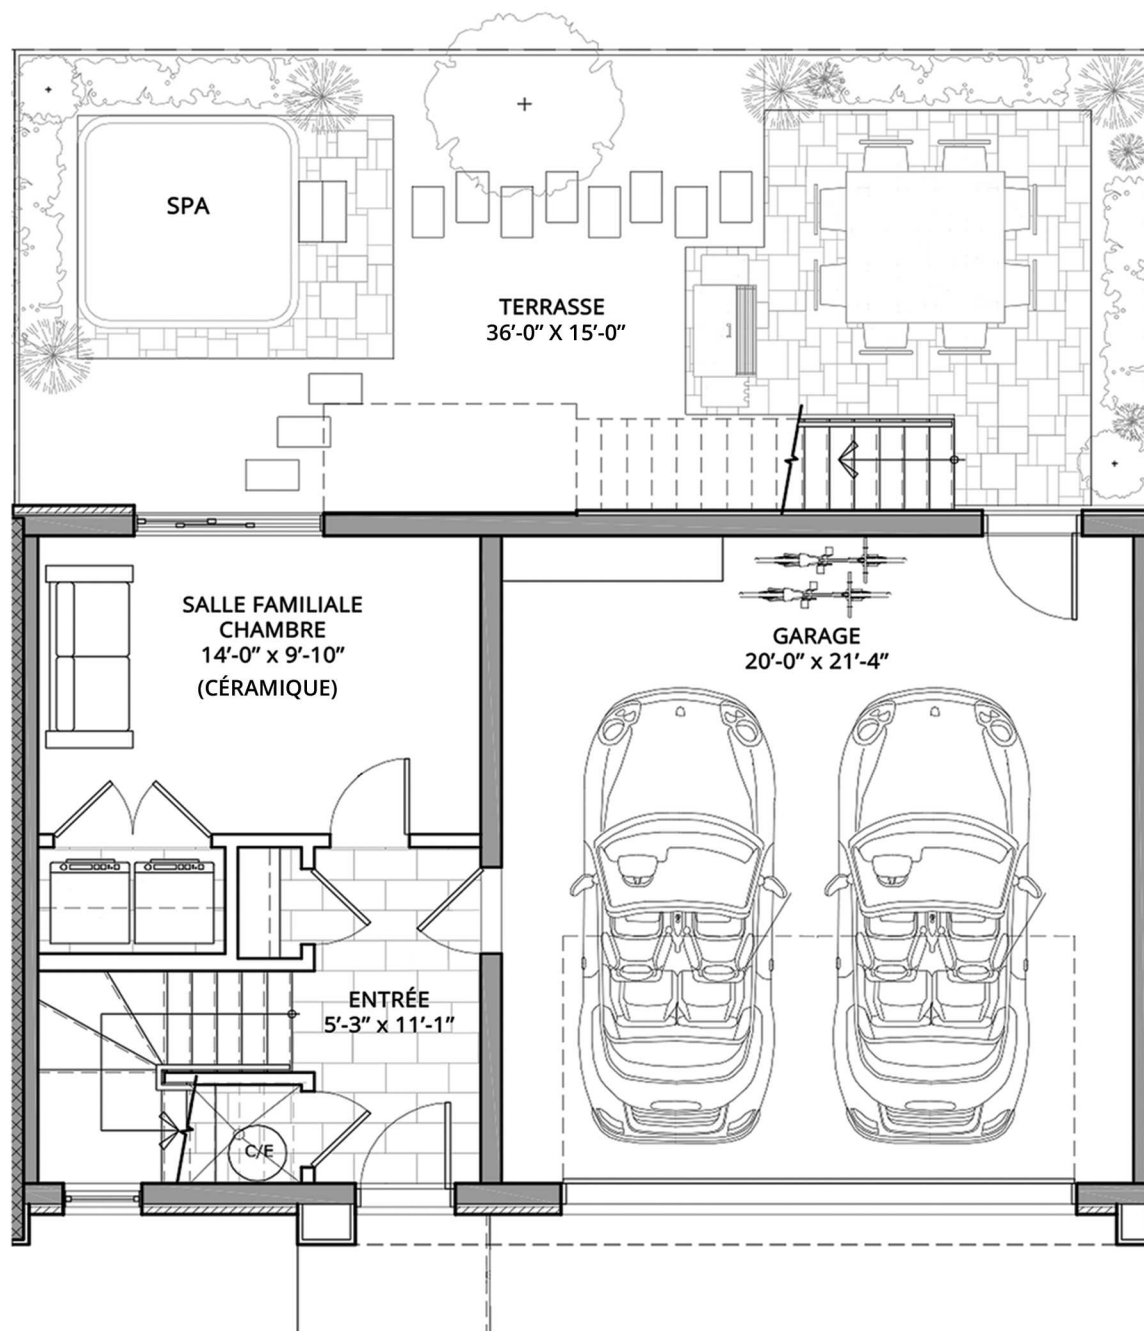 SPA
TERRASSE
36'-0" X 15'-0"
SALLE FAMILIALE
CHAMBRE
14'-0" x 9'-10"
(CÉRAMIQUE)
GARAGE
20'-0" x 21'-4"
ENTRÉE
5'-3" x 11'-1"
C/E